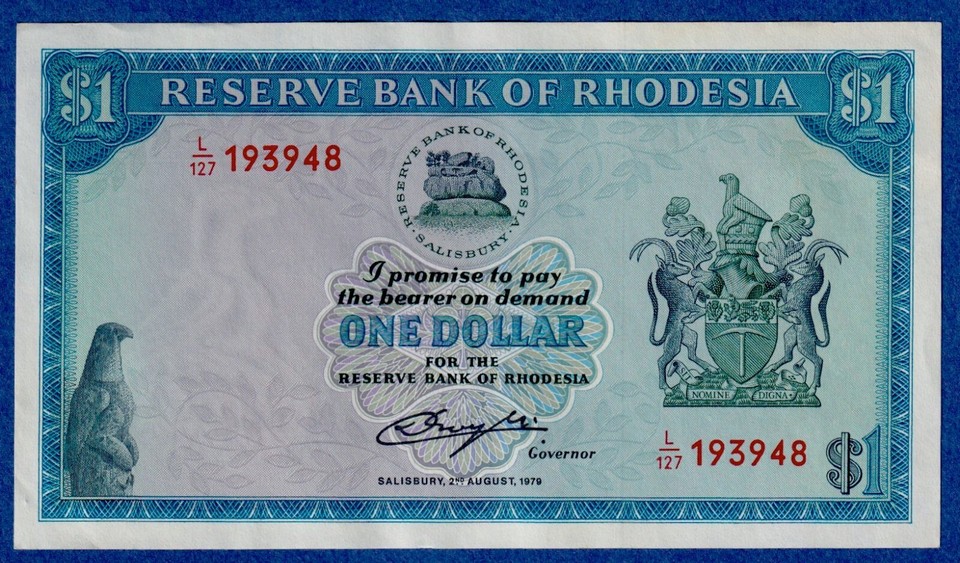 $1 RESERVE BANK OF RHODESIA $1
L/127 193948
RESERVE BANK OF RHODESIA
· SALISBURY ·
I promise to pay
the bearer on demand
ONE DOLLAR
FOR THE
RESERVE BANK OF RHODESIA
Governor
SALISBURY, 2ND AUGUST, 1979
SIT NOMINE DIGNA
L/127 193948
$1